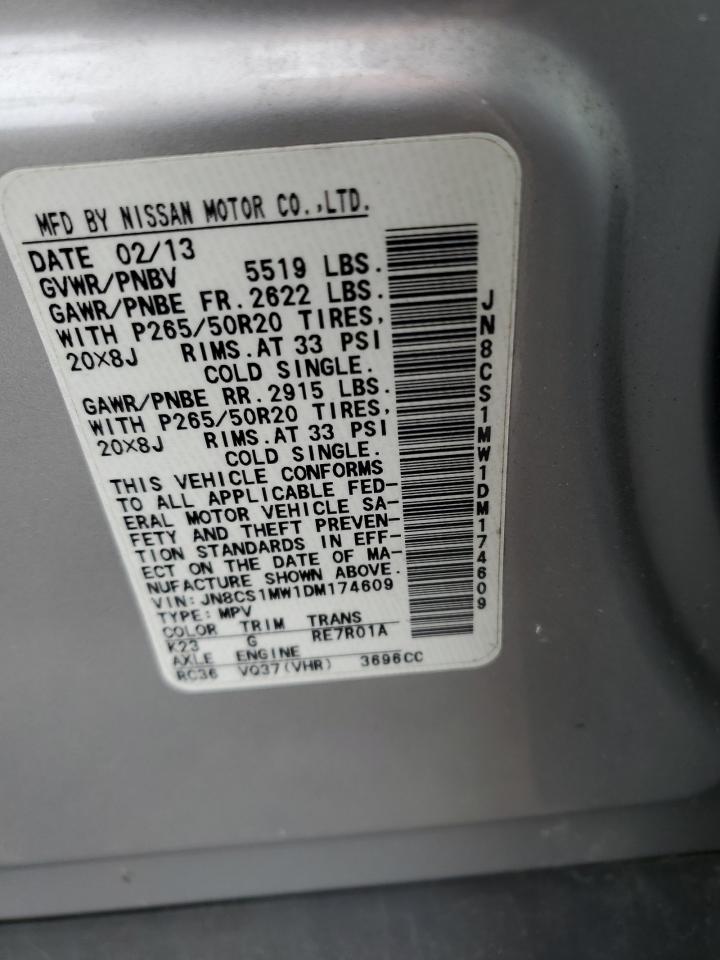 MFD BY NISSAN MOTOR CO.,LTD.
DATE 02/13
GVWR/PNBV 5519 LBS.
GAWR/PNBE FR.2622 LBS.
WITH P265/50R20 TIRES,
20X8J RIMS.AT 33 PSI
COLD SINGLE.
GAWR/PNBE RR.2915 LBS.
WITH P265/50R20 TIRES,
20X8J RIMS.AT 33 PSI
COLD SINGLE.
THIS VEHICLE CONFORMS
TO ALL APPLICABLE FED-
ERAL MOTOR VEHICLE SA-
FETY AND THEFT PREVEN-
TION STANDARDS IN EFF-
ECT ON THE DATE OF MA-
NUFACTURE SHOWN ABOVE.
VIN:JN8CS1MW1DM174609
TYPE:MPV
COLOR TRIM TRANS
K23 G RE7R01A
AXLE ENGINE
RC36 VQ37(VHR) 3696CC
JN8CS1MW1DM174609